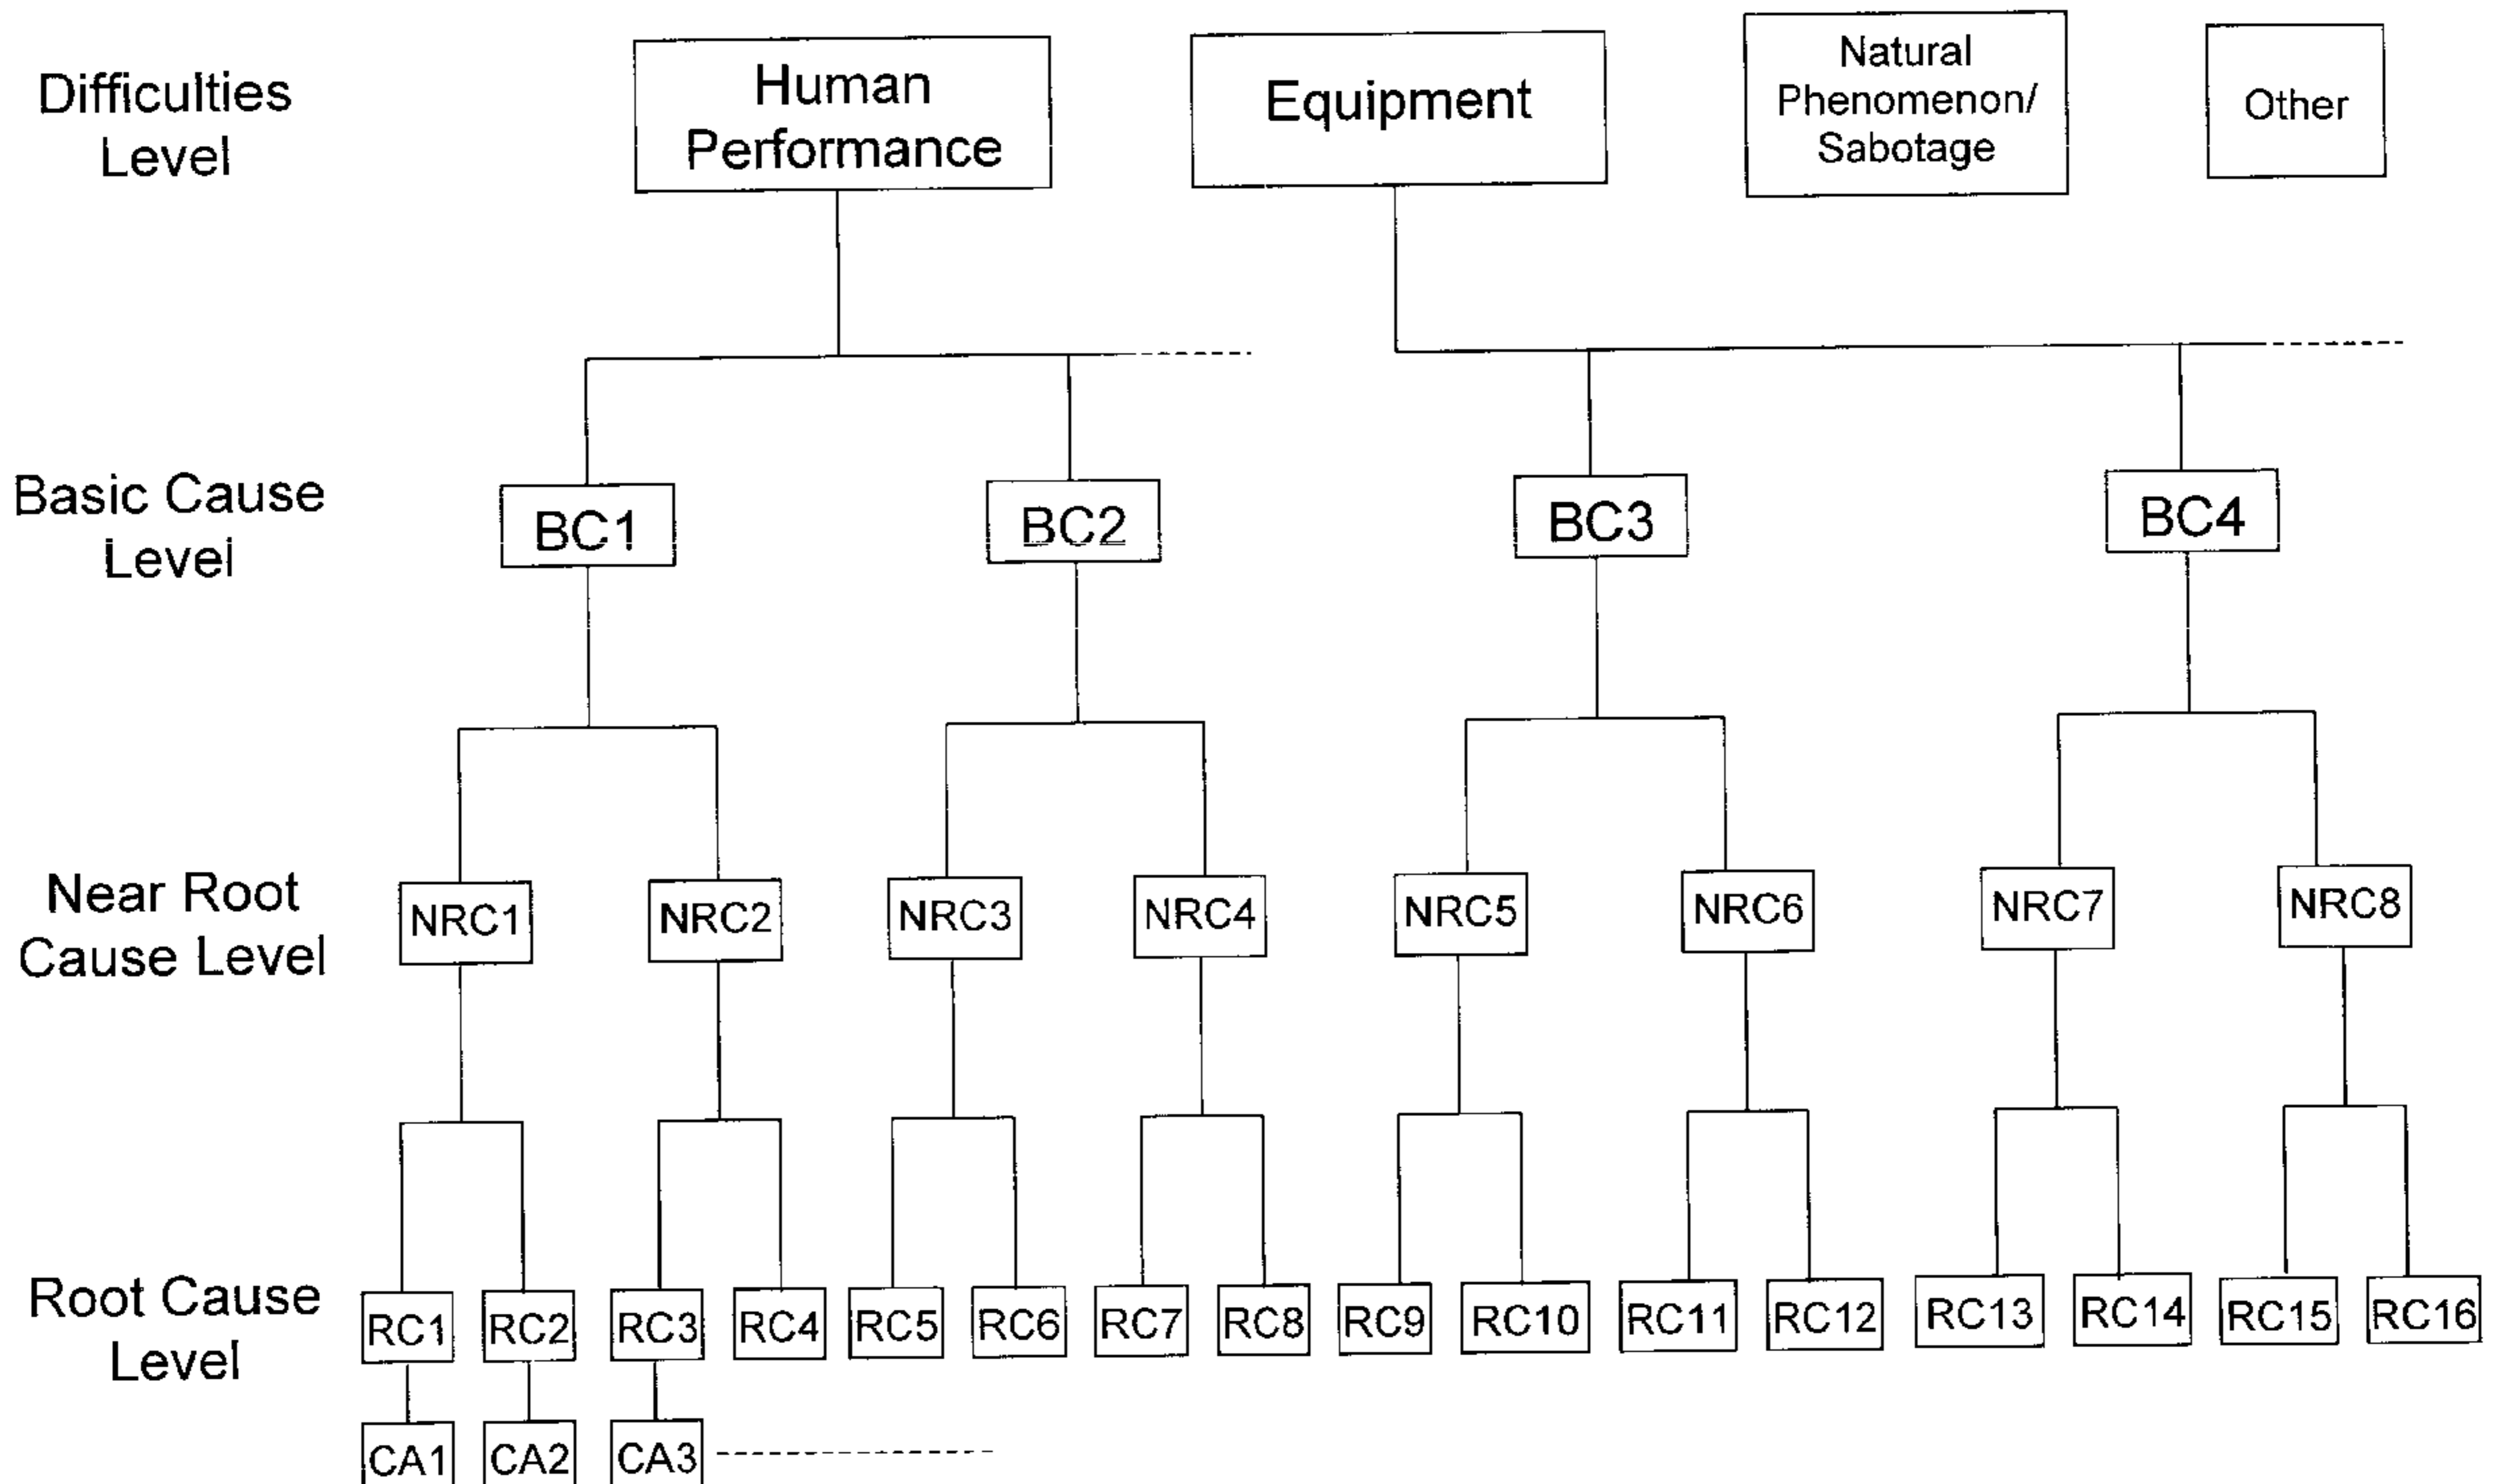 Difficulties
Level
Human
Performance
Equipment
Natural
Phenomenon/
Sabotage
Other
Basic Cause
Level
BC1
BC2
BC3
BC4
Near Root
Cause Level
NRC1
NRC2
NRC3
NRC4
NRC5
NRC6
NRC7
NRC8
Root Cause
Level
RC1
RC2
RC3
RC4
RC5
RC6
RC7
RC8
RC9
RC10
RC11
RC12
RC13
RC14
RC15
RC16
CA1
CA2
CA3